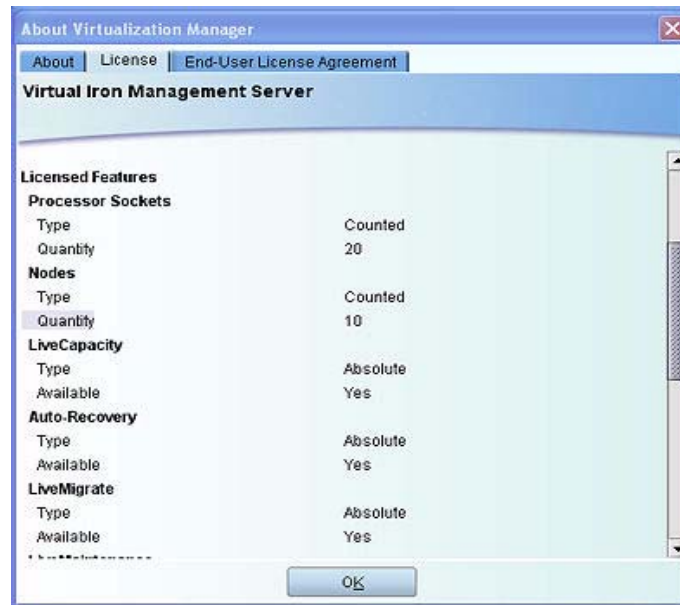 About Virtualization Manager
About License End-User License Agreement
Virtual Iron Management Server
Licensed Features
Processor Sockets
Type Counted
Quantity 20
Nodes
Type Counted
Quantity 10
LiveCapacity
Type Absolute
Available Yes
Auto-Recovery
Type Absolute
Available Yes
LiveMigrate
Type Absolute
Available Yes
OK